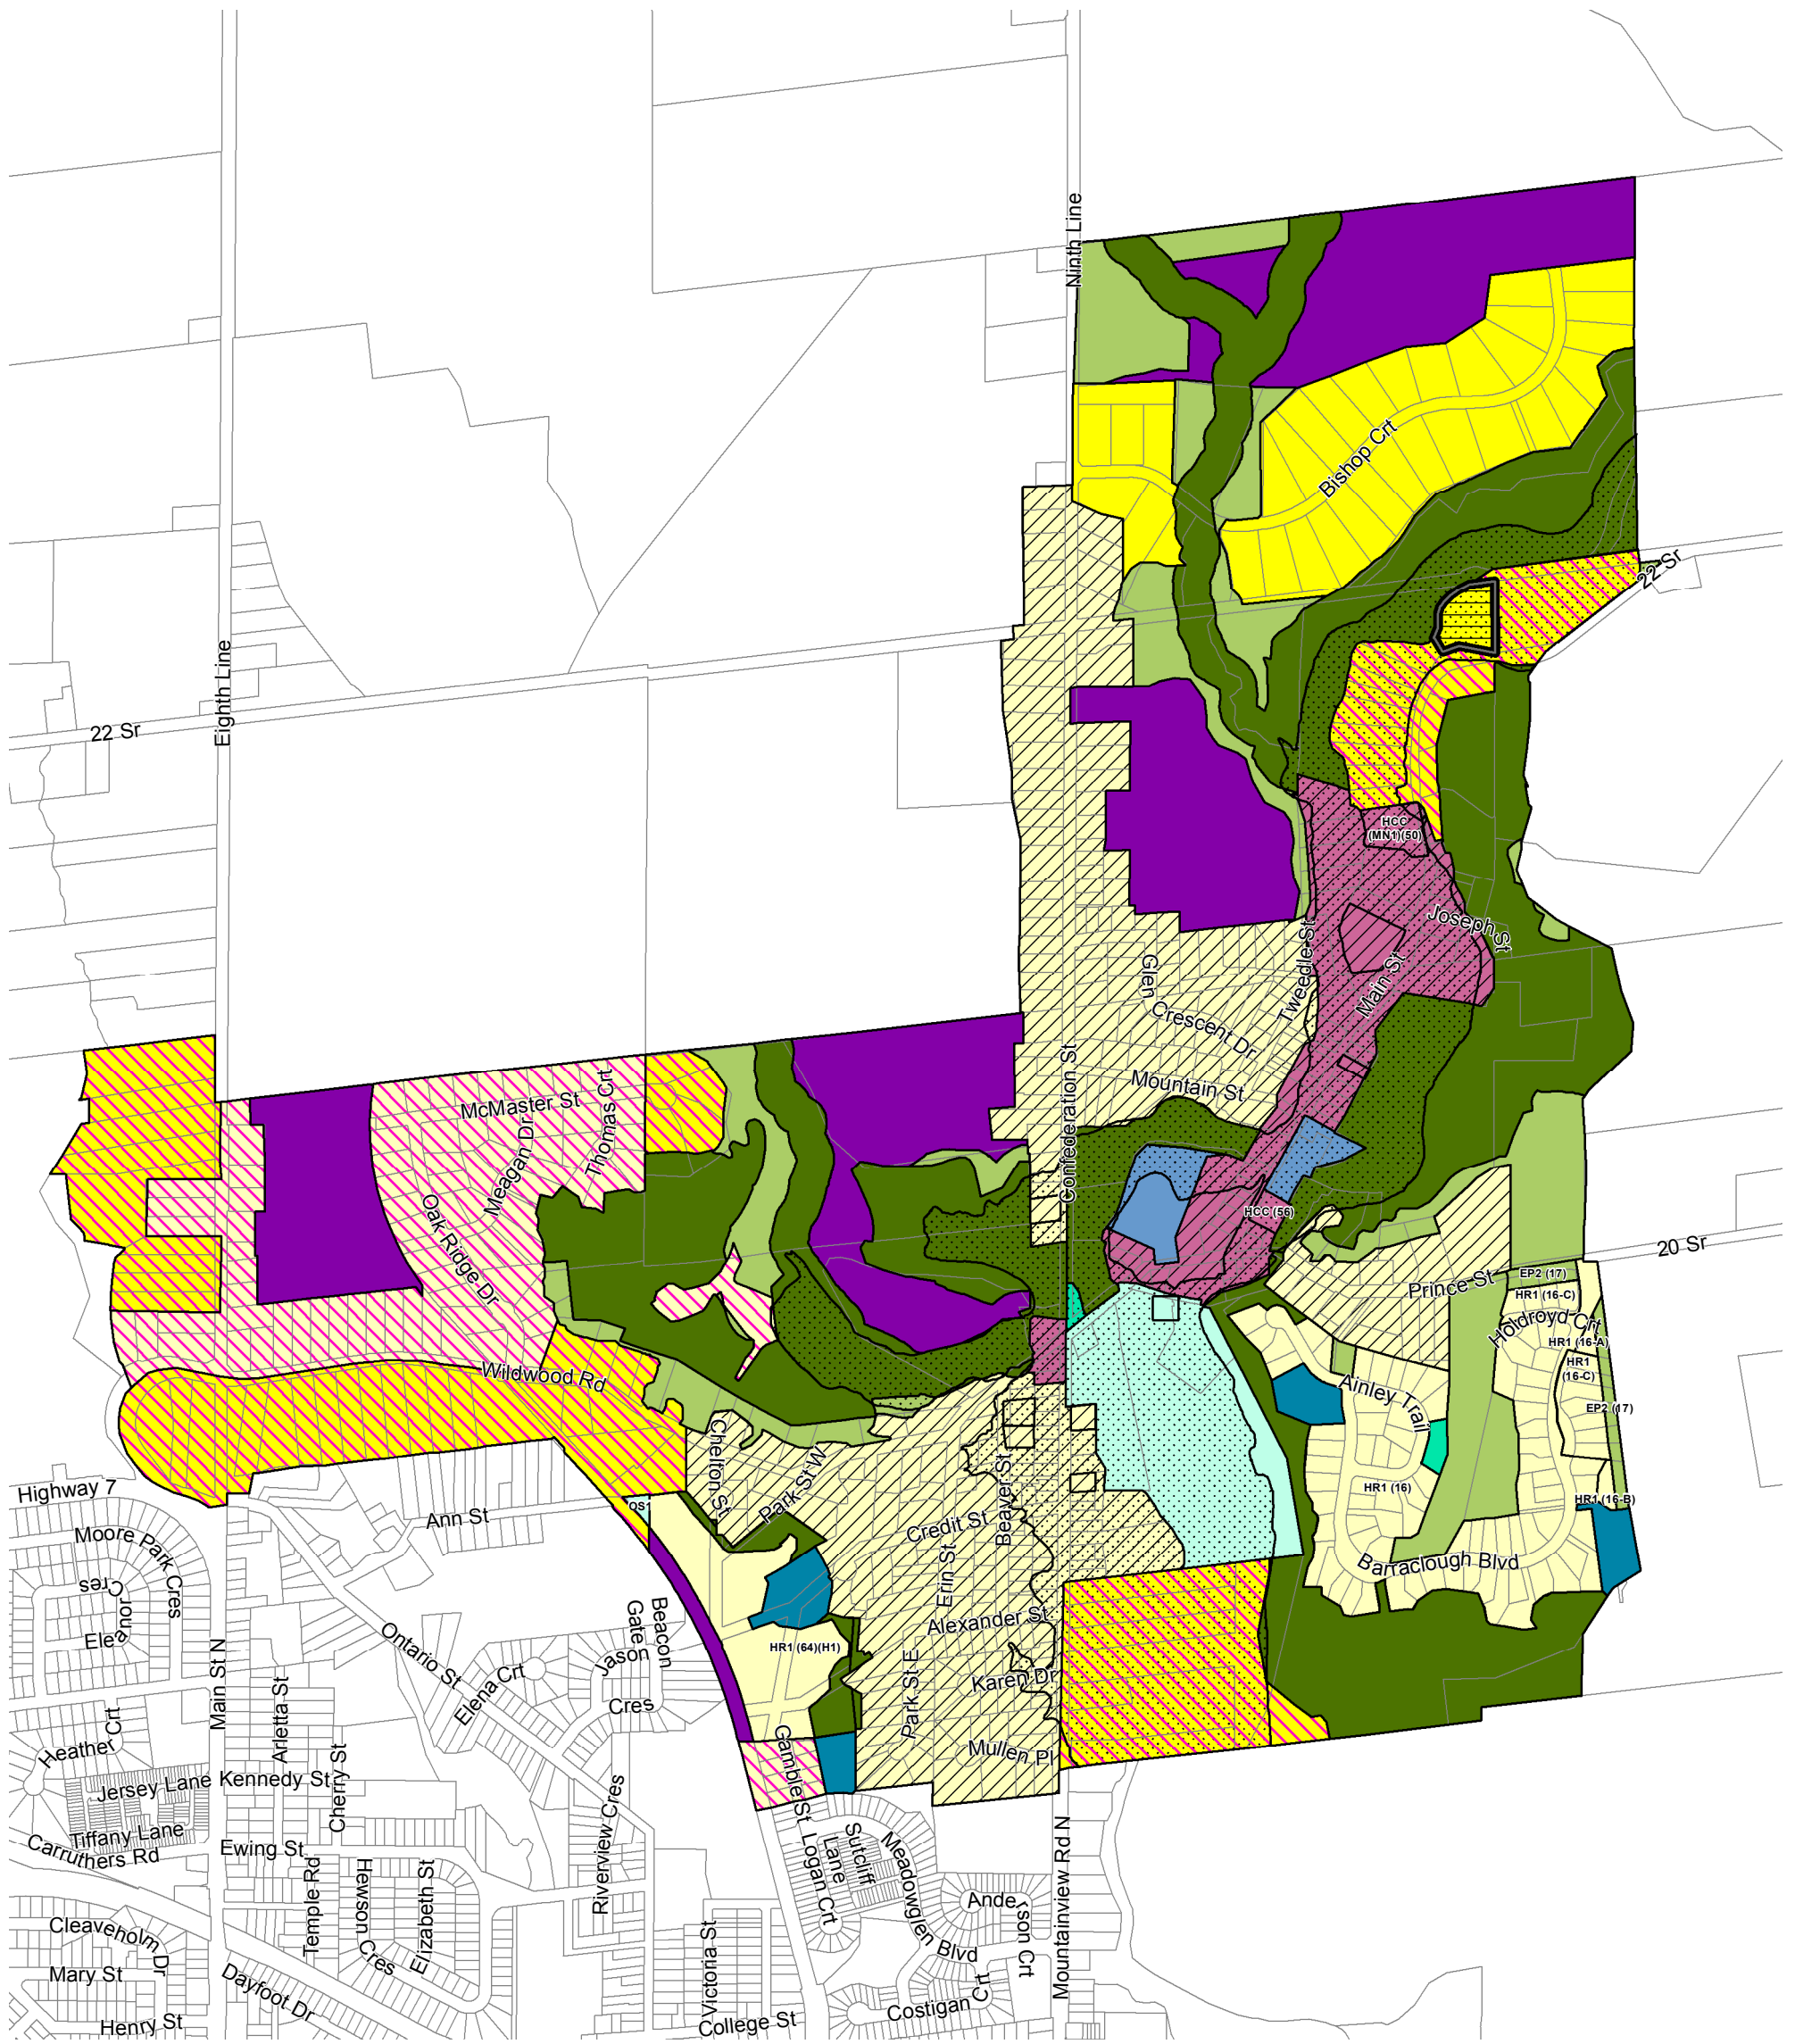 Ninth Line
Bishop Crt
22 Sr
Eighth Line
22 Sr
HCC
(MN1)(50)
Joseph St
Tweedle St
Main St
Glen
Crescent Dr
Mountain St
Confederation St
McMaster St
Thomas Crt
Meagan Dr
Oak Ridge Dr
HCC (56)
20 Sr
Prince St
EP2 (17)
HR1 (16-C)
Holdroyd Crt
HR1 (16-A)
HR1
(16-C)
Wildwood Rd
Ainley Trail
EP2 (17)
Chelton St
Park St W
Beaver St
Highway 7
HR1 (16)
HR1 (16-B)
OS1
Ann St
Credit St
Moore Park Cres
Barraclough Blvd
Erin St
Eleanor
Cres
Alexander St
Beacon
Gate
Jason
Cres
HR1 (64)(H1)
Ontario St
Elena Crt
Karen Dr
Park St E
Main St N
Arletta St
Heather Crt
Mullen Pl
Gamble St
Jersey Lane
Kennedy St
Cherry St
Riverview Cres
Tiffany Lane
Carruthers Rd
Ewing St
Logan Crt
Sutcliff
Lane
Meadowglen Blvd
Mountainview Rd N
Temple Rd
Hewson
Cres
Elizabeth St
Anderson Crt
Cleaveholm Dr
Victoria St
Mary St
Dayfoot Dr
Costigan Crt
Henry St
College St